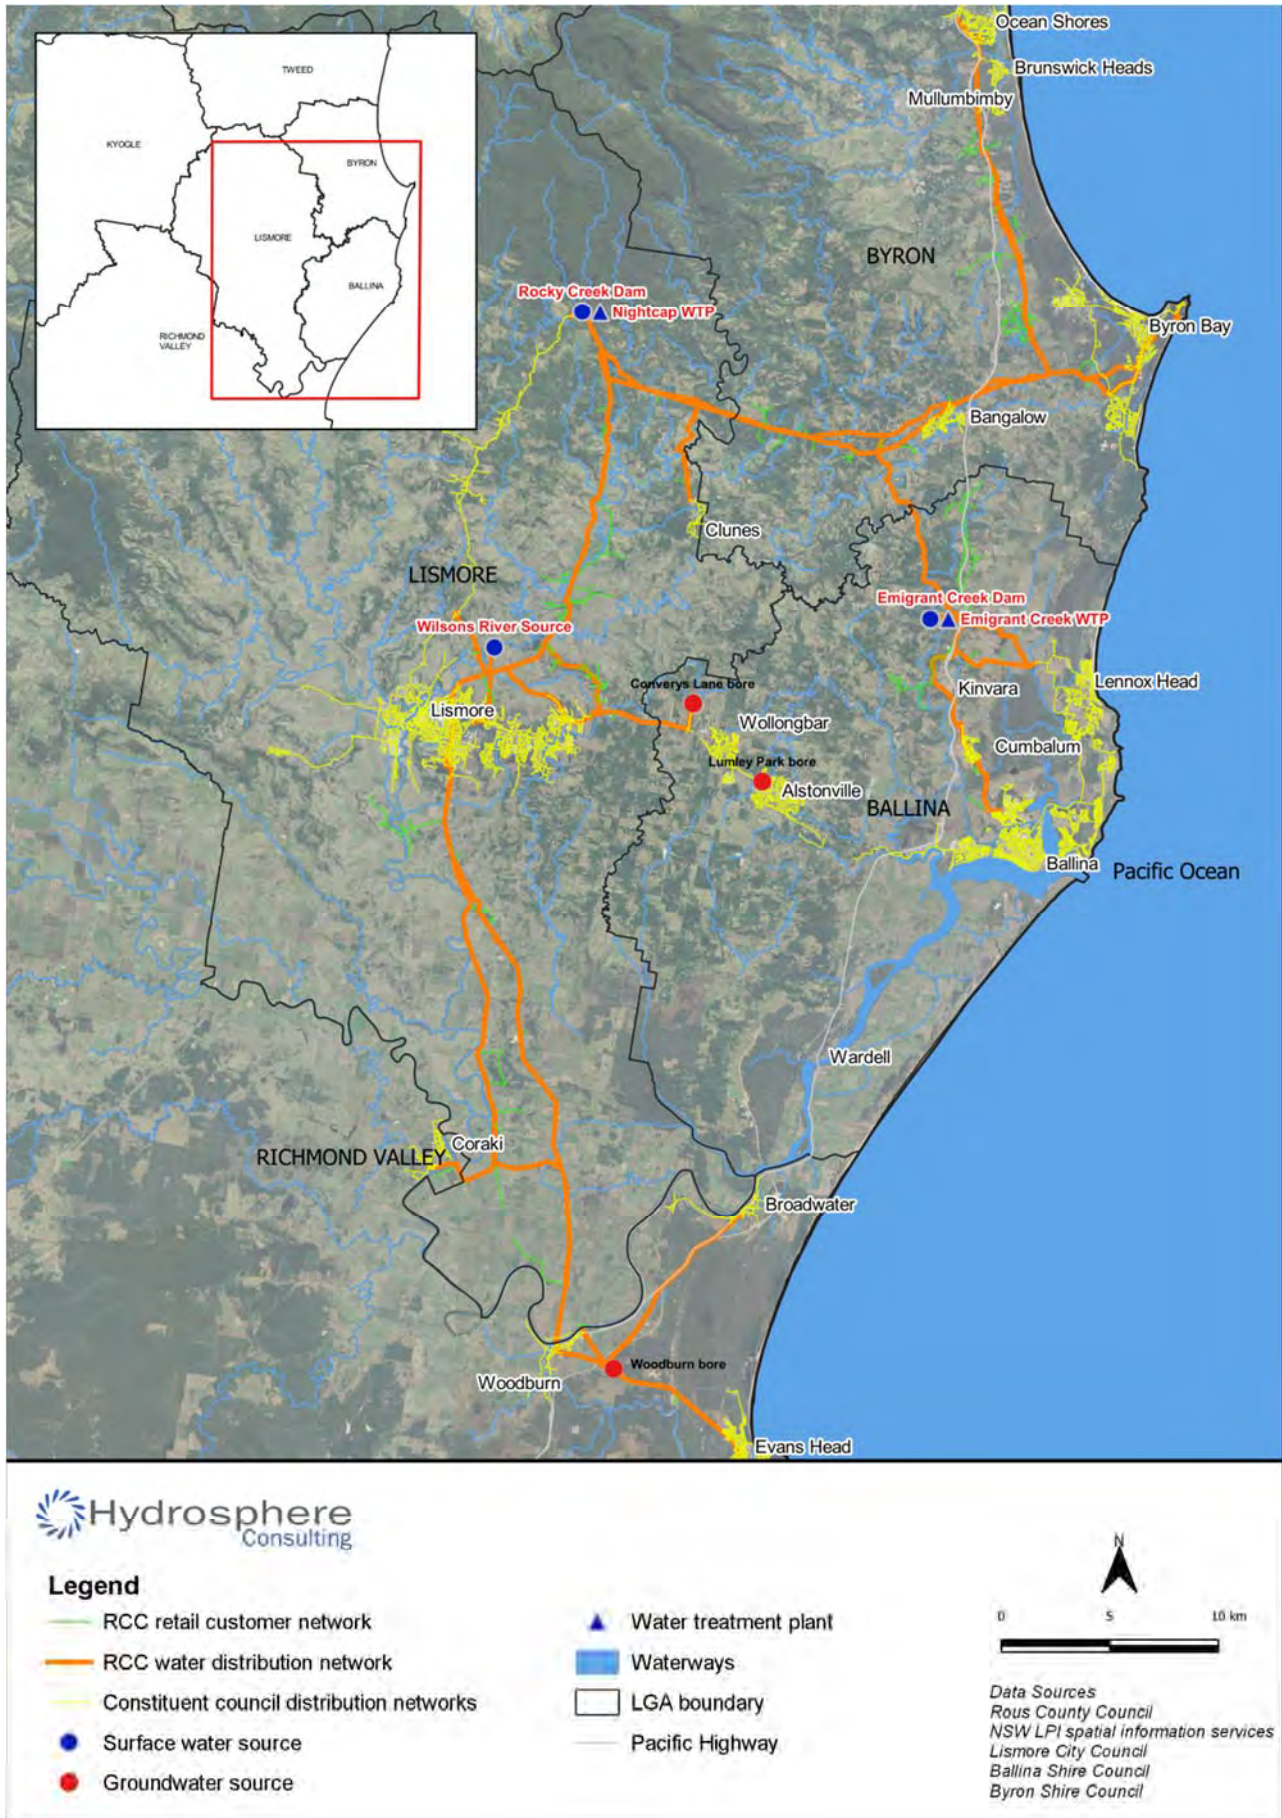 Ocean Shores
Brunswick Heads
Mullumbimby
TWEED
KYOGLE
BYRON
LISMORE
BALLINA
RICHMOND
VALLEY
BYRON
Rocky Creek Dam
Nightcap WTP
Byron Bay
Bangalow
Clunes
LISMORE
Emigrant Creek Dam
Emigrant Creek WTP
Wilsons River Source
Converys Lane bore
Kinvara
Lennox Head
Lismore
Wollongbar
Cumbalum
Lumley Park bore
Alstonville
BALLINA
Ballina
Pacific Ocean
Wardell
Coraki
RICHMOND VALLEY
Broadwater
Woodburn bore
Woodburn
Evans Head
Hydrosphere
Consulting
Legend
RCC retail customer network
RCC water distribution network
Constituent council distribution networks
Surface water source
Groundwater source
Water treatment plant
Waterways
LGA boundary
Pacific Highway
N
0 5 10 km
Data Sources
Rous County Council
NSW LPI spatial information services
Lismore City Council
Ballina Shire Council
Byron Shire Council